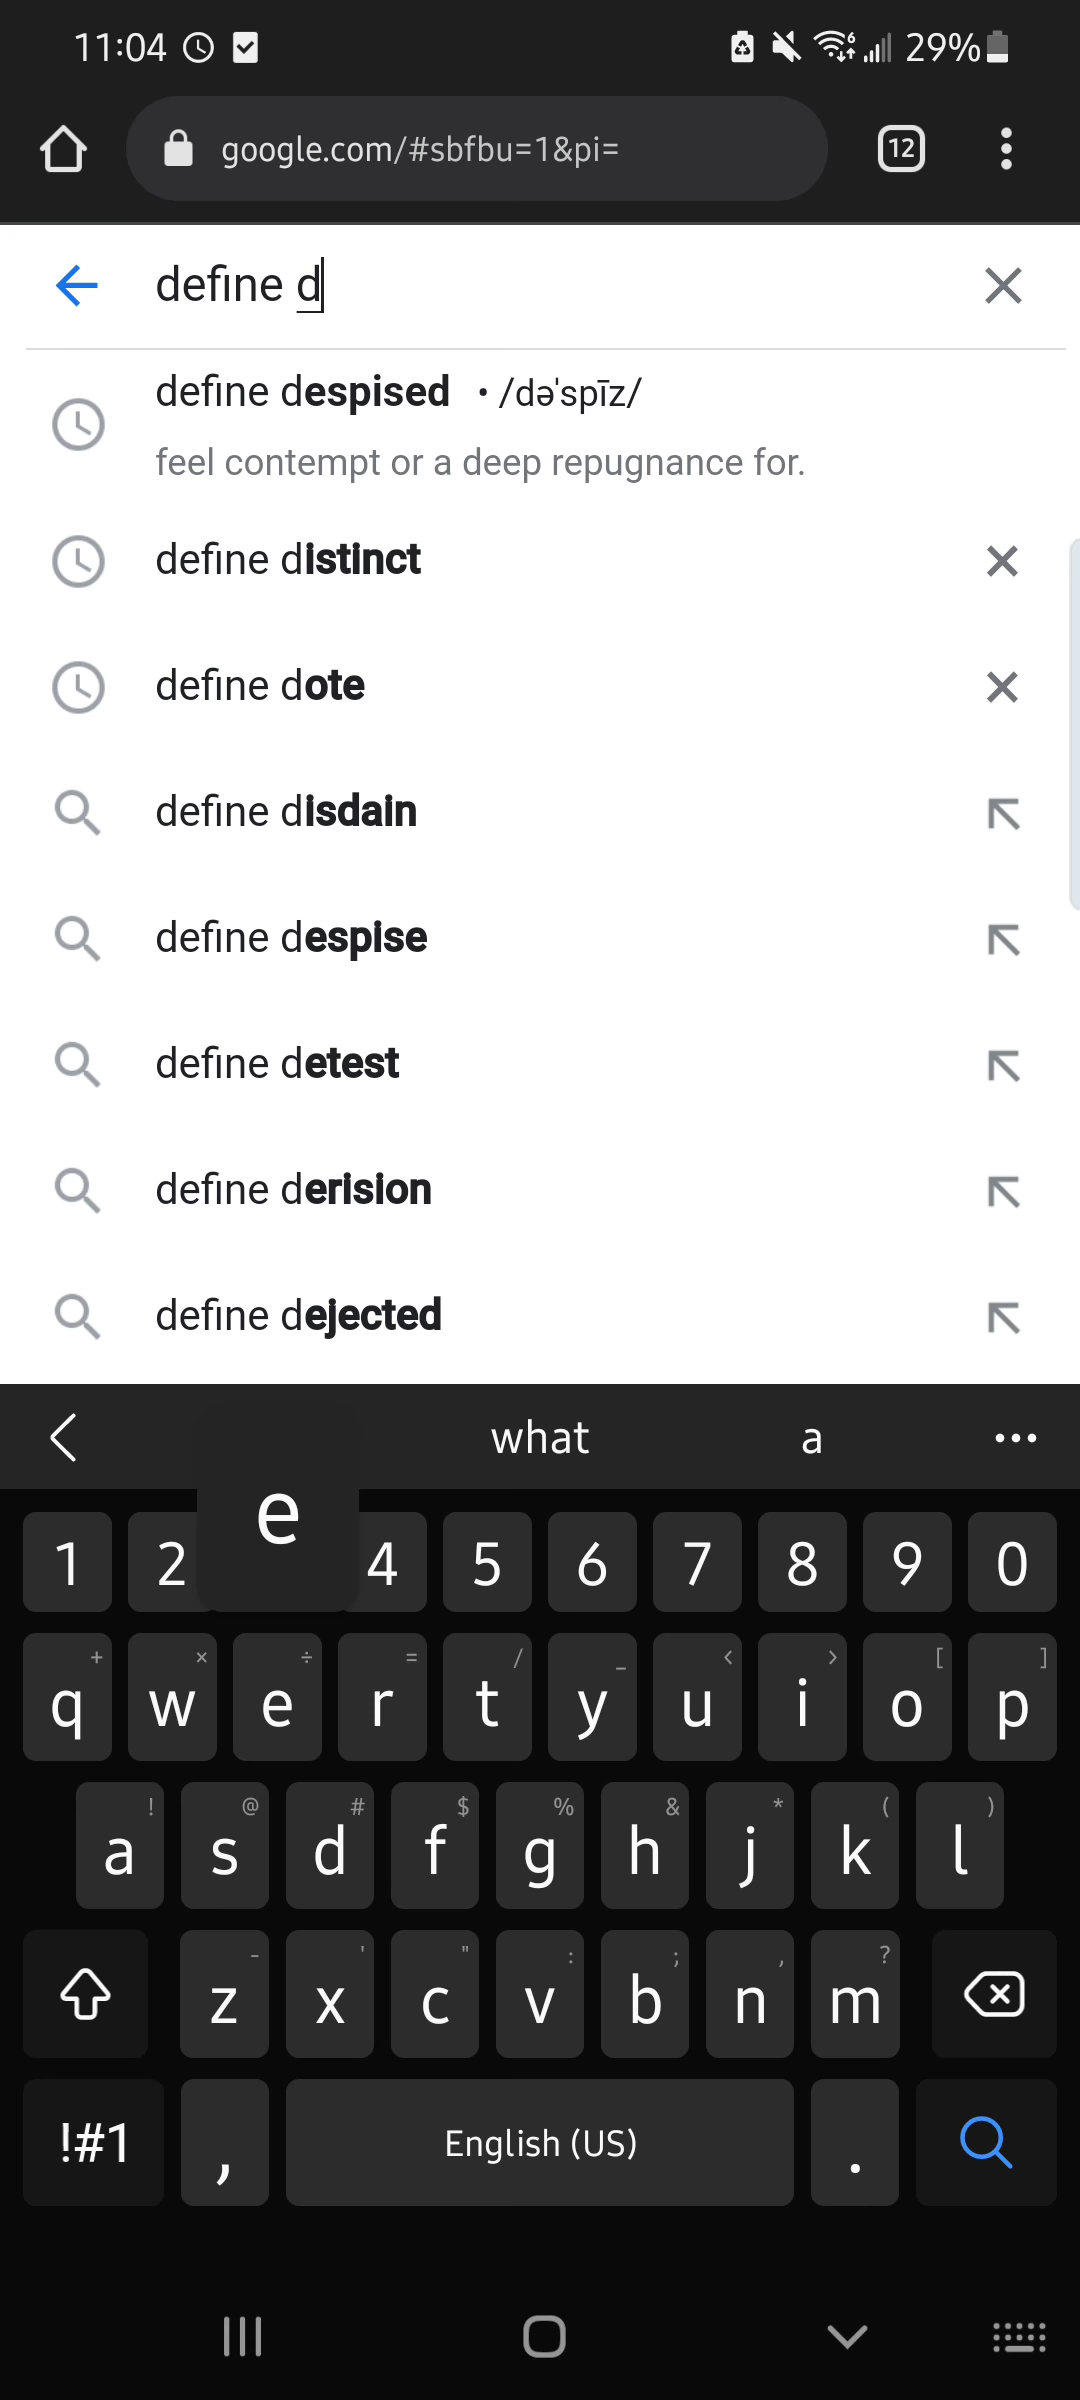 11:04 29%
google.com/#sbfbu=1&pi= 12
define d
define despised • /də'spīz/
feel contempt or a deep repugnance for.
define distinct
define dote
define disdain
define despise
define detest
define derision
define dejected
what a ...
e
1 2 4 5 6 7 8 9 0
+ × ÷ = / _ < > [ ]
q w e r t y u i o p
! @ # $ % & * ( )
a s d f g h j k l
- ' " : ; , ?
z x c v b n m
!#1 , English (US) .